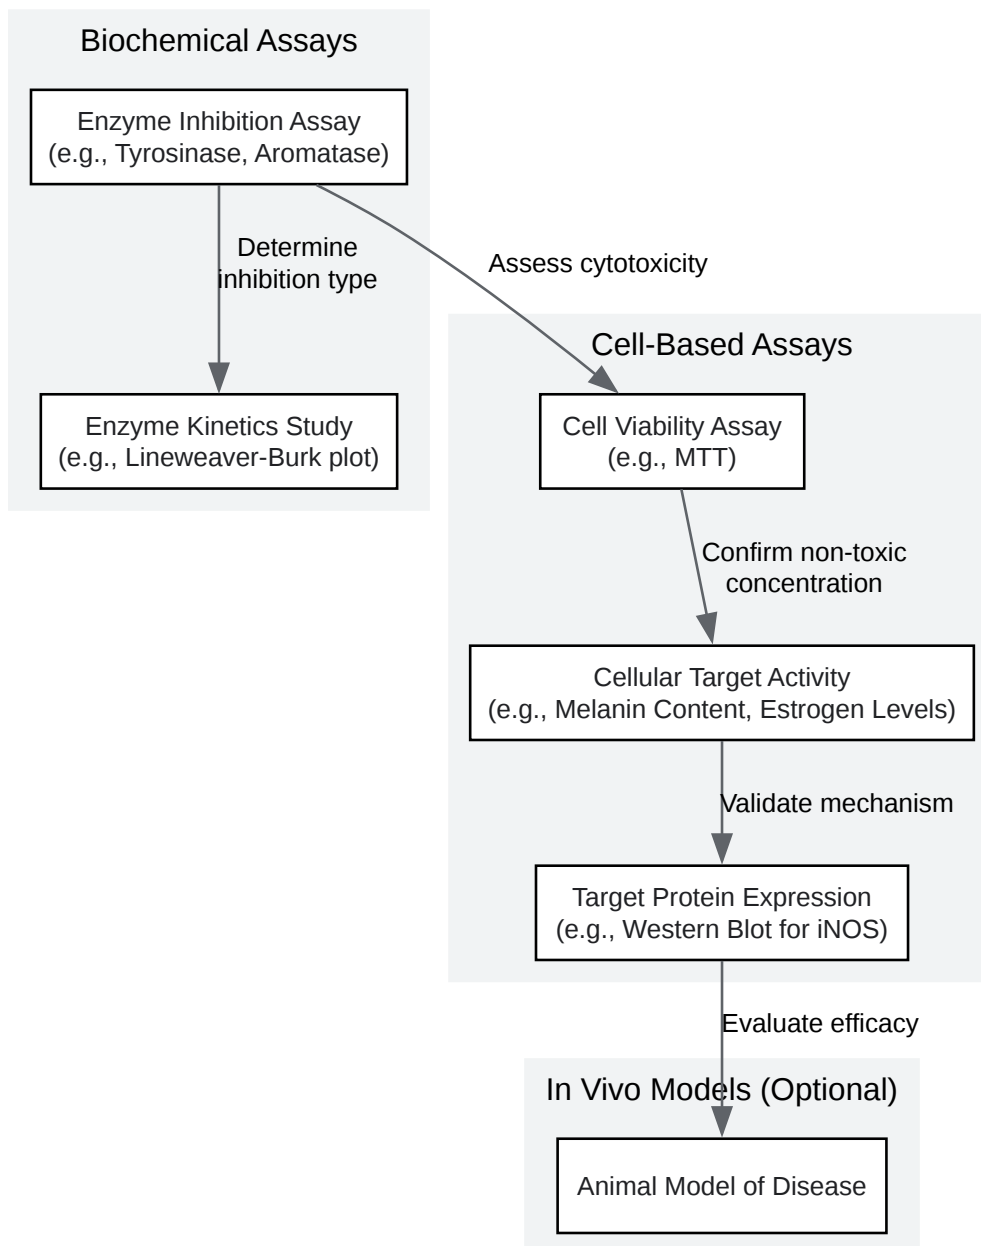 Biochemical Assays
Enzyme Inhibition Assay
(e.g., Tyrosinase, Aromatase)
Determine
inhibition type
Assess cytotoxicity
Enzyme Kinetics Study
(e.g., Lineweaver-Burk plot)
Cell-Based Assays
Cell Viability Assay
(e.g., MTT)
Confirm non-toxic
concentration
Cellular Target Activity
(e.g., Melanin Content, Estrogen Levels)
Validate mechanism
Target Protein Expression
(e.g., Western Blot for iNOS)
Evaluate efficacy
In Vivo Models (Optional)
Animal Model of Disease